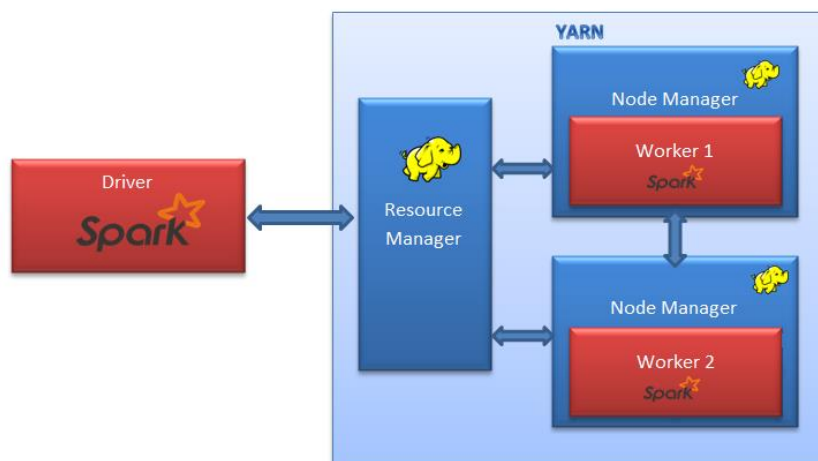 YARN
Driver
Spark
Resource
Manager
Node Manager
Worker 1
Spark
Node Manager
Worker 2
Spark